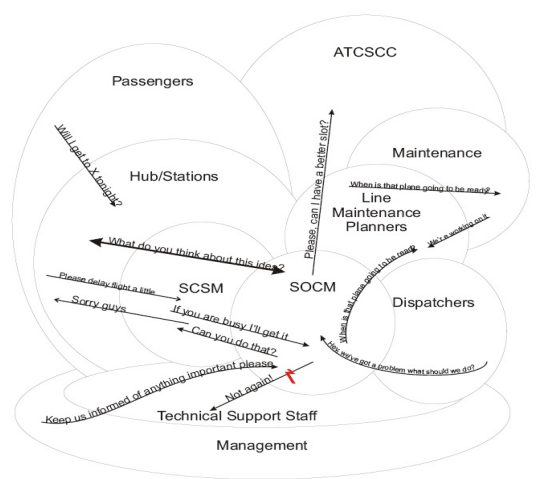 ATCSCC
Passengers
Will I get to X tonight?
Please, can I have a better slot?
Maintenance
Hub/Stations
When is that plane going to be ready?
Line
Maintenance
Planners
We're working on it
What do you think about this idea?
When is that plane going to be ready?
Please delay flight a little
SCSM
SOCM
Dispatchers
Sorry guys
If you are busy I'll get it
Can you do that?
Hey, we've got a problem what should we do?
Keep us informed of anything important please
Not again!
Technical Support Staff
Management